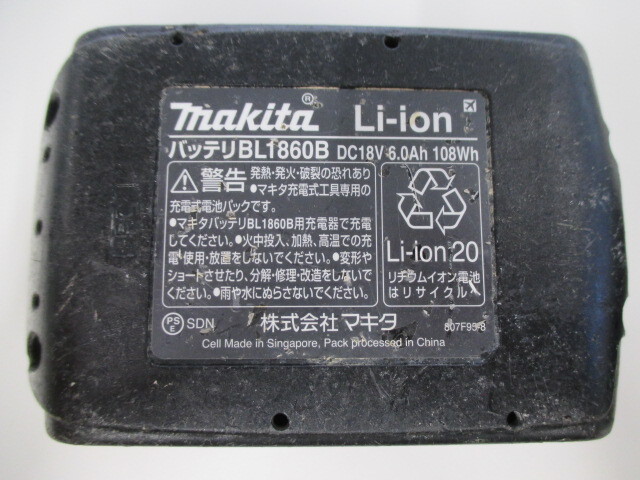 makita® Li-ion
バッテリBL1860B DC18V 6.0Ah 108Wh
警告 発熱・発火・破裂の恐れあり
●マキタ充電式工具専用の
充電式電池パックです。
●マキタバッテリBL1860B用充電器で充電
してください。●火中投入、加熱、高温での充
電・使用・放置をしないでください。●変形や
ショートさせたり、分解・修理・改造をしないで
ください。●雨や水にぬらさないでください。
Li-ion 20
リチウムイオン電池
はリサイクルへ
PSE SDN 株式会社マキタ
Cell Made in Singapore, Pack processed in China